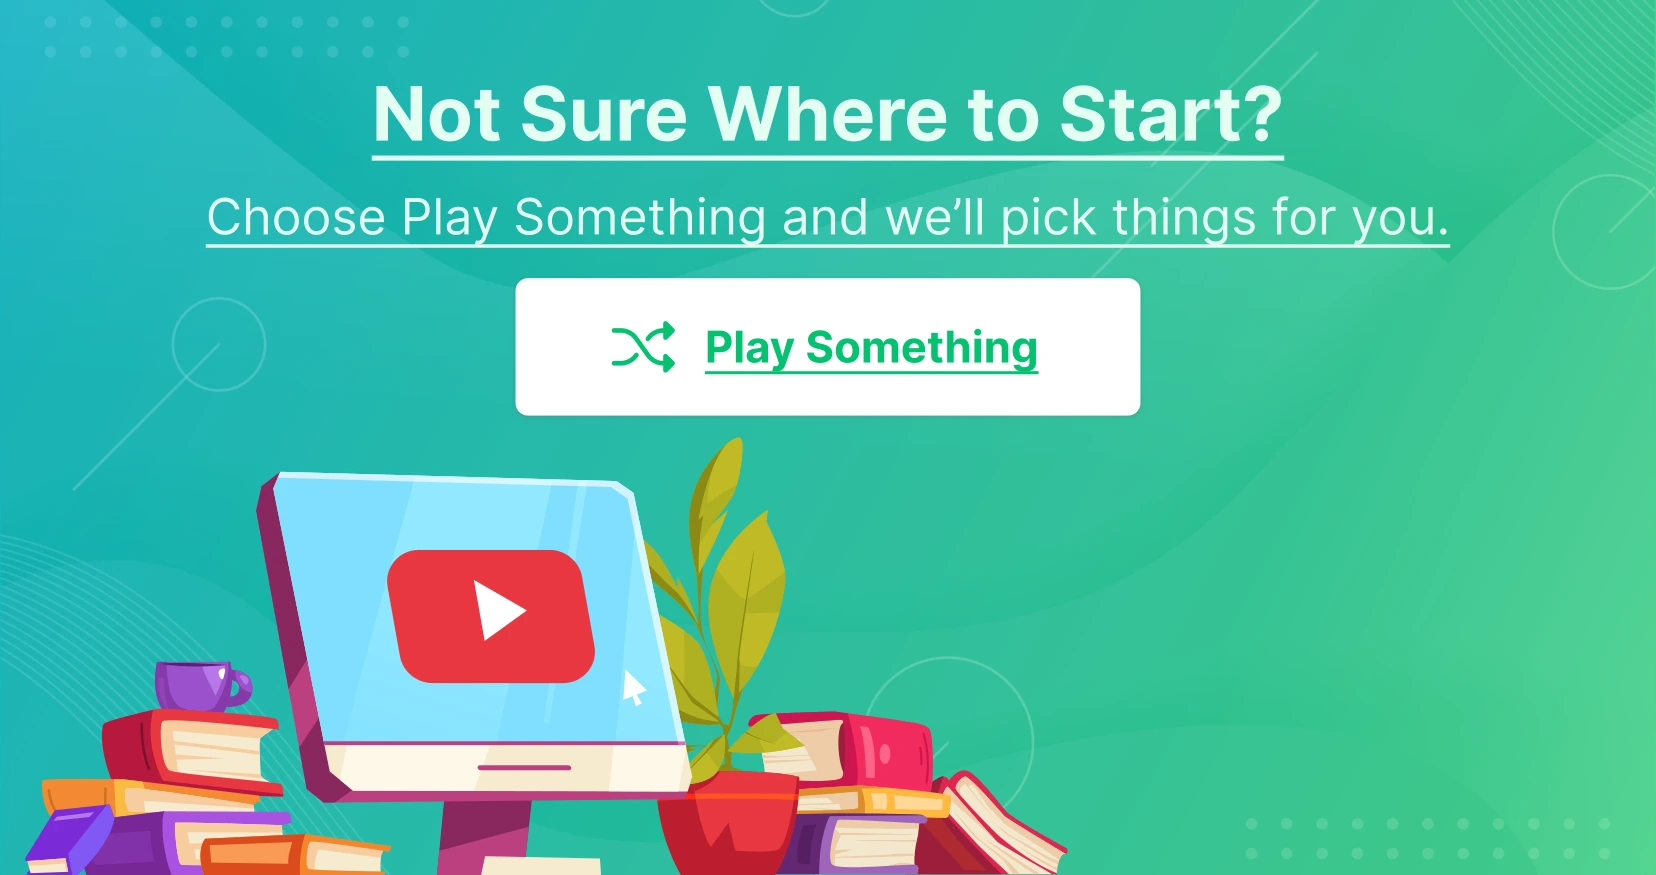 Not Sure Where to Start?
Choose Play Something and we’ll pick things for you.
Play Something